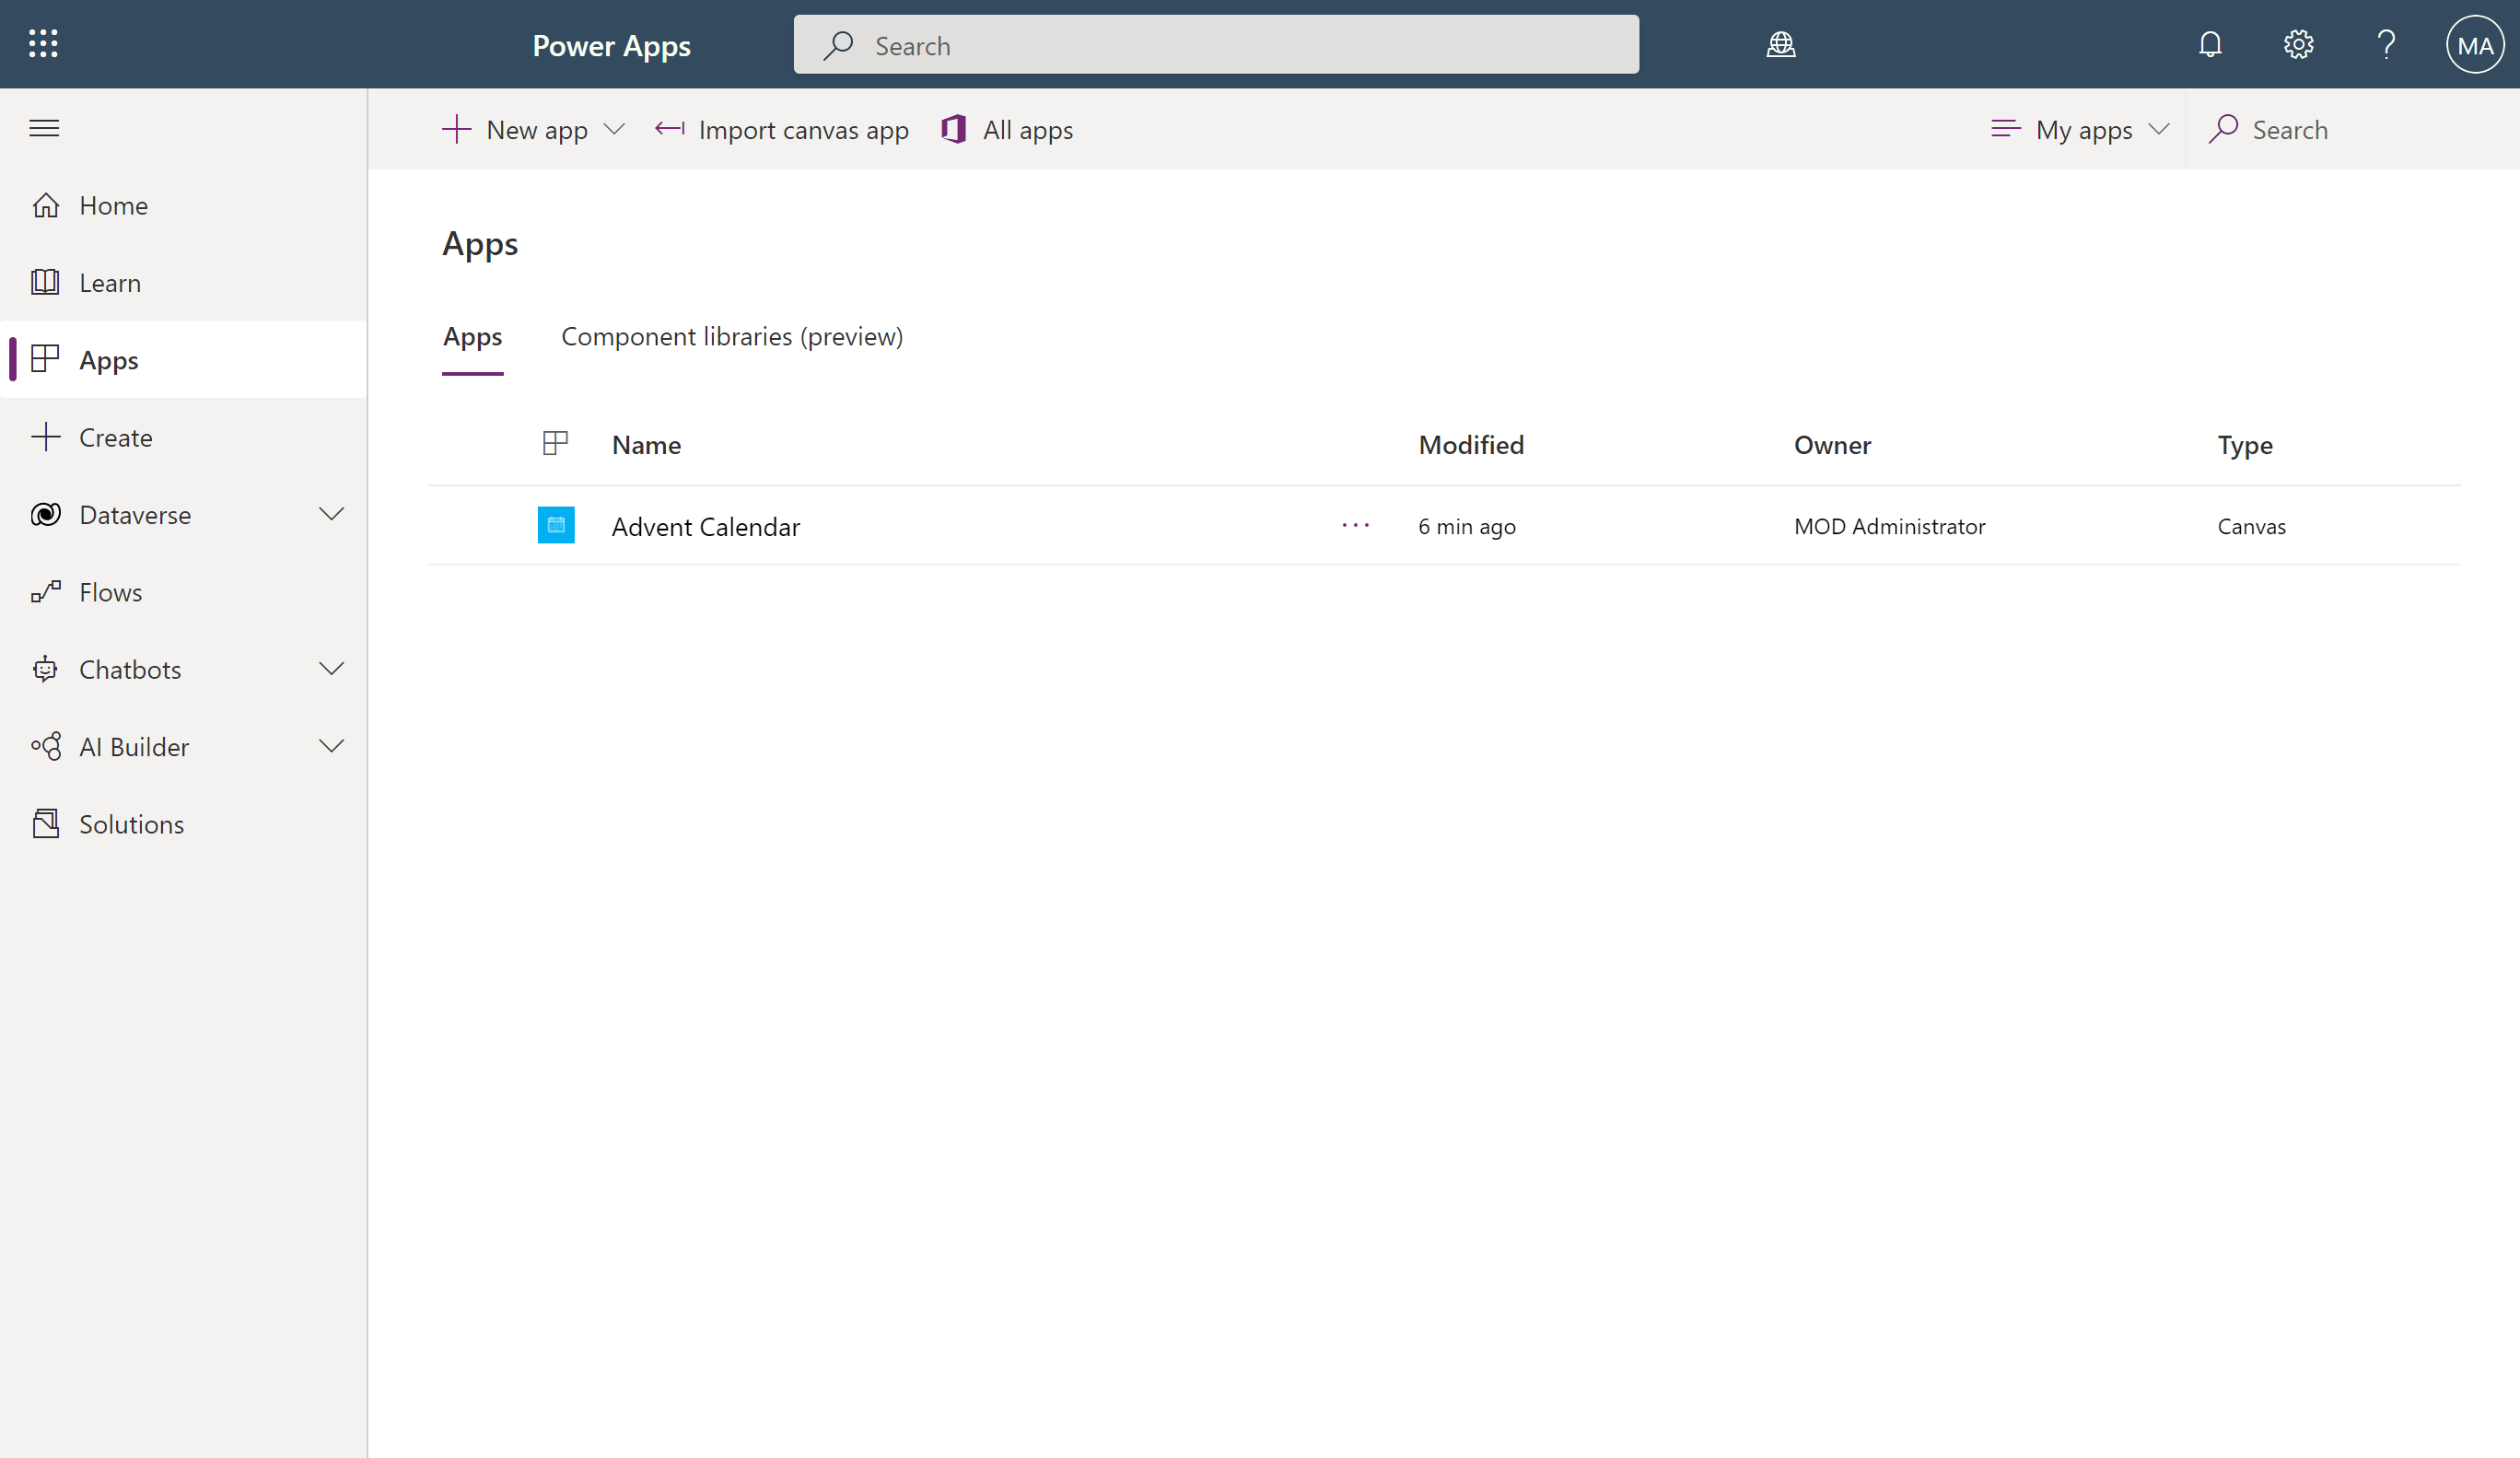 Power Apps
Search
MA
New app
Import canvas app
All apps
My apps
Search
Home
Learn
Apps
Create
Dataverse
Flows
Chatbots
AI Builder
Solutions
Apps
Apps Component libraries (preview)
Name Modified Owner Type
Advent Calendar ... 6 min ago MOD Administrator Canvas